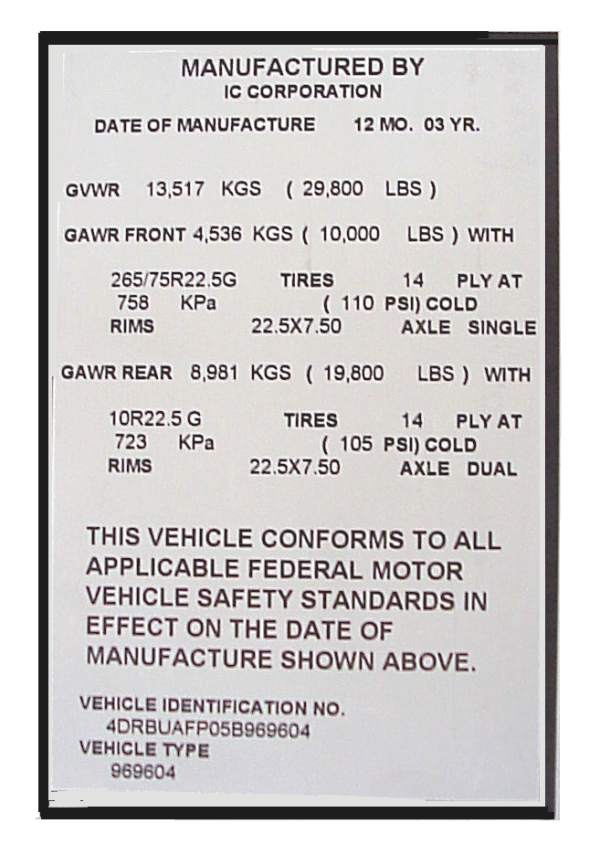 MANUFACTURED BY
IC CORPORATION
DATE OF MANUFACTURE 12 MO. 03 YR.
GVWR 13,517 KGS ( 29,800 LBS )
GAWR FRONT 4,536 KGS ( 10,000 LBS ) WITH
265/75R22.5G TIRES 14 PLY AT
758 KPa ( 110 PSI) COLD
RIMS 22.5X7.50 AXLE SINGLE
GAWR REAR 8,981 KGS ( 19,800 LBS ) WITH
10R22.5 G TIRES 14 PLY AT
723 KPa ( 105 PSI) COLD
RIMS 22.5X7.50 AXLE DUAL
THIS VEHICLE CONFORMS TO ALL
APPLICABLE FEDERAL MOTOR
VEHICLE SAFETY STANDARDS IN
EFFECT ON THE DATE OF
MANUFACTURE SHOWN ABOVE.
VEHICLE IDENTIFICATION NO.
4DRBUAFP05B969604
VEHICLE TYPE
969604